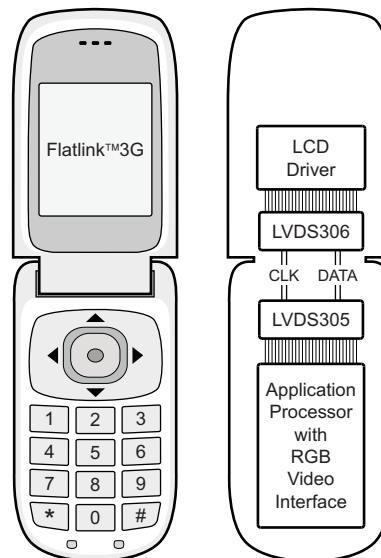 Flatlink™3G
1 2 3
4 5 6
7 8 9
* 0 #
LCD
Driver
LVDS306
CLK DATA
LVDS305
Application
Processor
with
RGB
Video
Interface